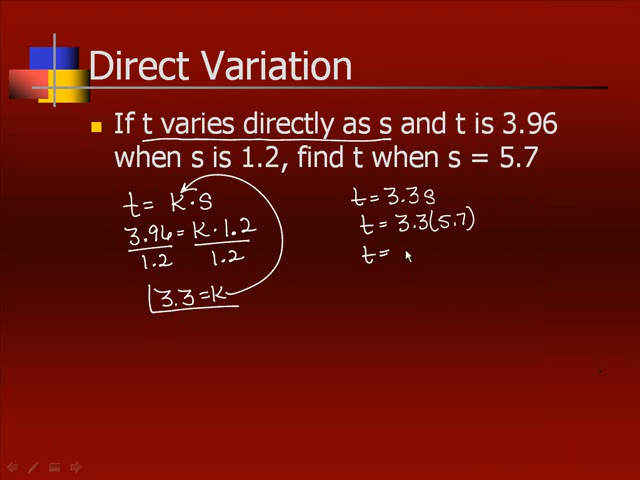 Direct Variation
If t varies directly as s and t is 3.96
when s is 1.2, find t when s = 5.7
t = K · s
3.96 = K · 1.2
1.2 1.2
3.3 = K
t = 3.3s
t = 3.3(5.7)
t =